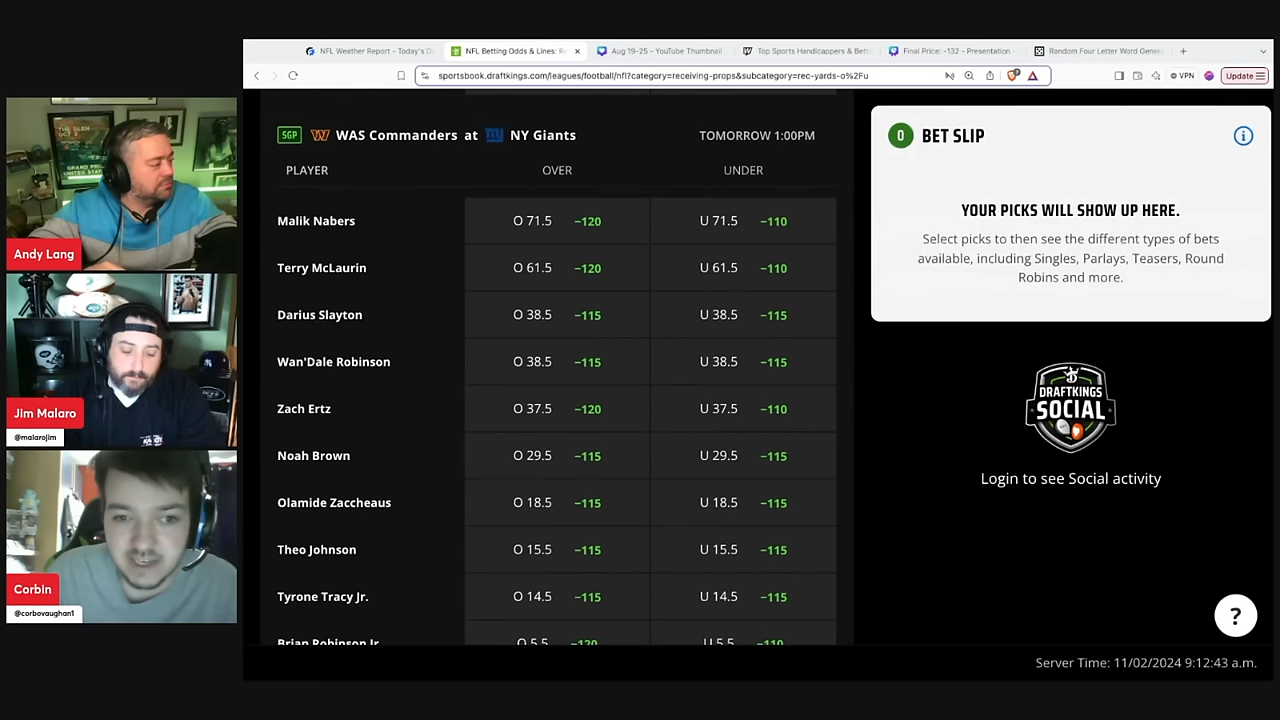 NFL Weather Report - Today's D
NFL Betting Odds & Lines: R
Aug 19-25 - YouTube Thumbnail
Top Sports Handicappers & Bett
Final Price: -132 - Presentation -
Random Four Letter Word Gener
sportsbook.draftkings.com/leagues/football/nfl?category=receiving-props&subcategory=rec-yards-o%2Fu
VPN
Update
SGP WAS Commanders at NY Giants TOMORROW 1:00PM
PLAYER OVER UNDER
Malik Nabers O 71.5 −120 U 71.5 −110
Terry McLaurin O 61.5 −120 U 61.5 −110
Darius Slayton O 38.5 −115 U 38.5 −115
Wan'Dale Robinson O 38.5 −115 U 38.5 −115
Zach Ertz O 37.5 −120 U 37.5 −110
Noah Brown O 29.5 −115 U 29.5 −115
Olamide Zaccheaus O 18.5 −115 U 18.5 −115
Theo Johnson O 15.5 −115 U 15.5 −115
Tyrone Tracy Jr. O 14.5 −115 U 14.5 −115
Brian Robinson Jr. O 5.5 −120 U 5.5 −110
0 BET SLIP
YOUR PICKS WILL SHOW UP HERE.
Select picks to then see the different types of bets
available, including Singles, Parlays, Teasers, Round
Robins and more.
DRAFTKINGS
SOCIAL
Login to see Social activity
?
Server Time: 11/02/2024 9:12:43 a.m.
Andy Lang
Jim Malaro
@malarojim
Corbin
@corbovaughan1